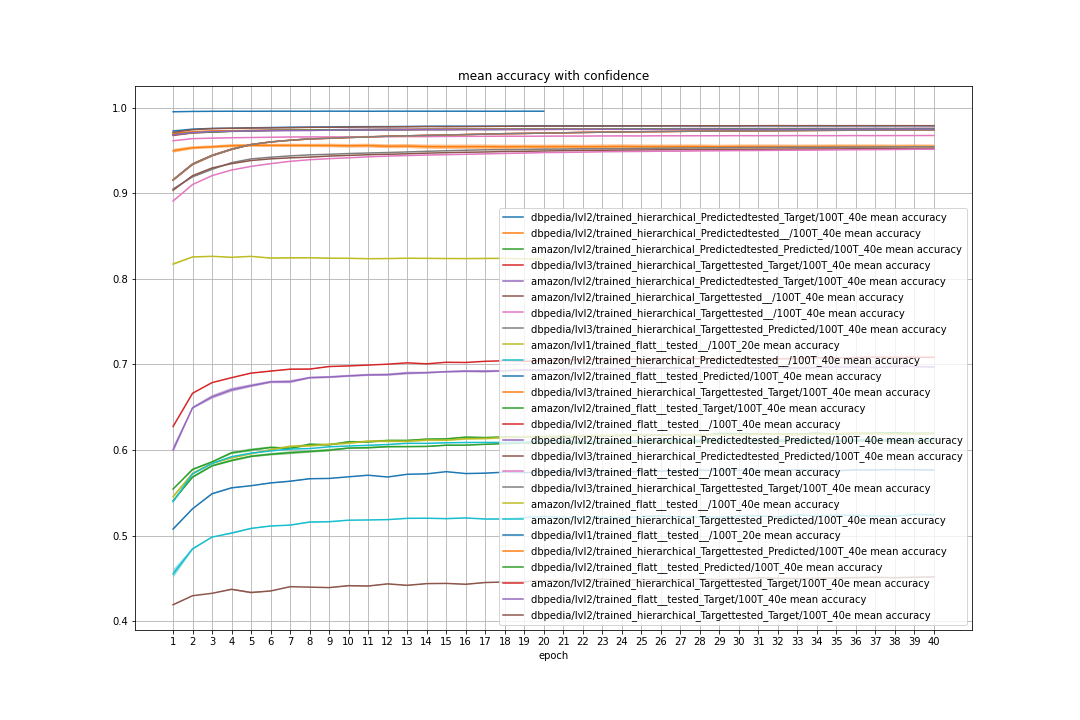 mean accuracy with confidence
1.0
0.9
0.8
0.7
0.6
0.5
0.4
dbpedia/lvl2/trained_hierarchical_Predictedtested_Target/100T_40e mean accuracy
dbpedia/lvl2/trained_hierarchical_Predictedtested__/100T_40e mean accuracy
amazon/lvl2/trained_hierarchical_Predictedtested_Predicted/100T_40e mean accuracy
dbpedia/lvl3/trained_hierarchical_Targettested_Target/100T_40e mean accuracy
amazon/lvl2/trained_hierarchical_Predictedtested_Target/100T_40e mean accuracy
amazon/lvl2/trained_hierarchical_Targettested__/100T_40e mean accuracy
dbpedia/lvl2/trained_hierarchical_Targettested__/100T_40e mean accuracy
dbpedia/lvl3/trained_hierarchical_Targettested_Predicted/100T_40e mean accuracy
amazon/lvl1/trained_flatt__tested__/100T_20e mean accuracy
amazon/lvl2/trained_hierarchical_Predictedtested__/100T_40e mean accuracy
amazon/lvl2/trained_flatt__tested_Predicted/100T_40e mean accuracy
dbpedia/lvl3/trained_hierarchical_Targettested_Target/100T_40e mean accuracy
amazon/lvl2/trained_flatt__tested_Target/100T_40e mean accuracy
dbpedia/lvl2/trained_flatt__tested__/100T_40e mean accuracy
dbpedia/lvl2/trained_hierarchical_Predictedtested_Predicted/100T_40e mean accuracy
dbpedia/lvl3/trained_hierarchical_Predictedtested_Predicted/100T_40e mean accuracy
dbpedia/lvl3/trained_flatt__tested__/100T_40e mean accuracy
dbpedia/lvl3/trained_hierarchical_Targettested_Target/100T_40e mean accuracy
amazon/lvl2/trained_flatt__tested__/100T_40e mean accuracy
amazon/lvl2/trained_hierarchical_Targettested_Predicted/100T_40e mean accuracy
dbpedia/lvl1/trained_flatt__tested__/100T_20e mean accuracy
dbpedia/lvl2/trained_hierarchical_Targettested_Predicted/100T_40e mean accuracy
dbpedia/lvl2/trained_flatt__tested_Predicted/100T_40e mean accuracy
amazon/lvl2/trained_hierarchical_Targettested_Target/100T_40e mean accuracy
dbpedia/lvl2/trained_flatt__tested_Target/100T_40e mean accuracy
dbpedia/lvl2/trained_hierarchical_Targettested_Target/100T_40e mean accuracy
1 2 3 4 5 6 7 8 9 10 11 12 13 14 15 16 17 18 19 20 21 22 23 24 25 26 27 28 29 30 31 32 33 34 35 36 37 38 39 40
epoch